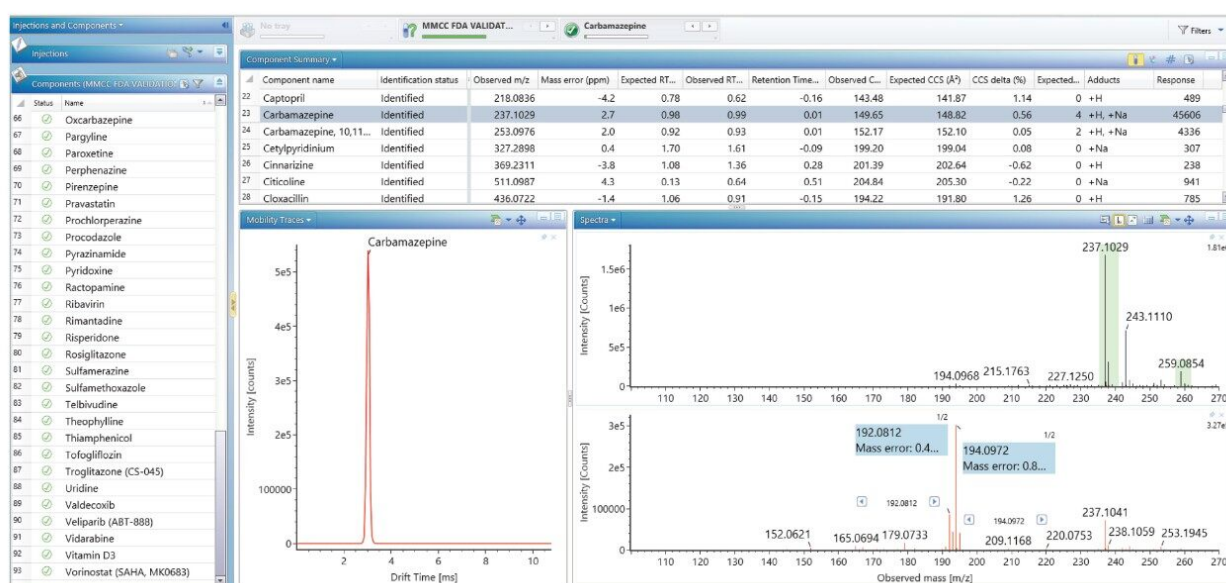 Injections and Components
No tray
MMCC FDA VALIDAT...
Carbamazepine
Filters
Injections
Components (MMCC FDA VALIDATIO
Status Name
66 Oxcarbazepine
67 Pargyline
68 Paroxetine
69 Perphenazine
70 Pirenzepine
71 Pravastatin
72 Prochlorperazine
73 Procodazole
74 Pyrazinamide
75 Pyridoxine
76 Ractopamine
77 Ribavirin
78 Rimantadine
79 Risperidone
80 Rosiglitazone
81 Sulfamerazine
82 Sulfamethoxazole
83 Telbivudine
84 Theophylline
85 Thiamphenicol
86 Tofogliflozin
87 Troglitazone (CS-045)
88 Uridine
89 Valdecoxib
90 Veliparib (ABT-888)
91 Vidarabine
92 Vitamin D3
93 Vorinostat (SAHA, MK0683)
Component Summary
Component name Identification status Observed m/z Mass error (ppm) Expected RT... Observed RT... Retention Time... Observed C... Expected CCS (Å²) CCS delta (%) Expected... Adducts Response
22 Captopril Identified 218.0836 -4.2 0.78 0.62 -0.16 143.48 141.87 1.14 0 +H 489
23 Carbamazepine Identified 237.1029 2.7 0.98 0.99 0.01 149.65 148.82 0.56 4 +H, +Na 45606
24 Carbamazepine, 10,11... Identified 253.0976 2.0 0.92 0.93 0.01 152.17 152.10 0.05 2 +H, +Na 4336
25 Cetylpyridinium Identified 327.2898 0.4 1.70 1.61 -0.09 199.20 199.04 0.08 0 +Na 307
26 Cinnarizine Identified 369.2311 -3.8 1.08 1.36 0.28 201.39 202.64 -0.62 0 +H 238
27 Citicoline Identified 511.0987 4.3 0.13 0.64 0.51 204.84 205.30 -0.22 0 +Na 941
28 Cloxacillin Identified 436.0722 -1.4 1.06 0.91 -0.15 194.22 191.80 1.26 0 +H 785
Mobility Traces
Carbamazepine
5e5
4e5
3e5
2e5
100000
0
Intensity [counts]
2 4 6 8 10
Drift Time [ms]
Spectra
237.1029
1.81e
1.5e6
1e6
5e5
0
Intensity [Counts]
243.1110
194.0968 215.1763 227.1250 259.0854
110 120 130 140 150 160 170 180 190 200 210 220 230 240 250 260 270
3.27e
3e5
2e5
100000
0
Intensity [Counts]
1/2
192.0812
Mass error: 0.4...
1/2
194.0972
Mass error: 0.8...
192.0812
194.0972
152.0621 165.0694 179.0733 209.1168 220.0753 237.1041 238.1059 253.1945
110 120 130 140 150 160 170 180 190 200 210 220 230 240 250 260 270
Observed mass [m/z]